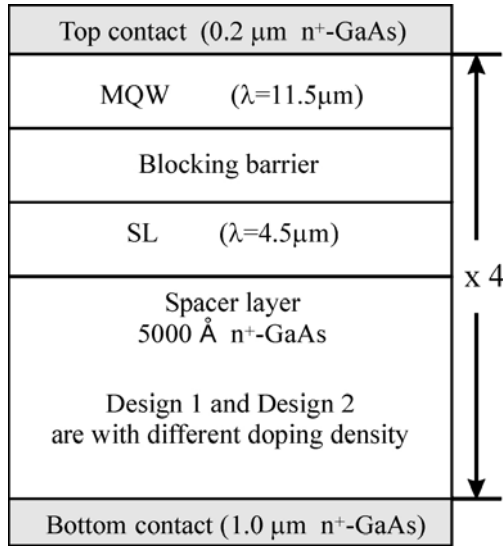 Top contact (0.2 μm n⁺-GaAs)
MQW (λ=11.5μm)
Blocking barrier
SL (λ=4.5μm)
x 4
Spacer layer
5000 Å n⁺-GaAs
Design 1 and Design 2
are with different doping density
Bottom contact (1.0 μm n⁺-GaAs)